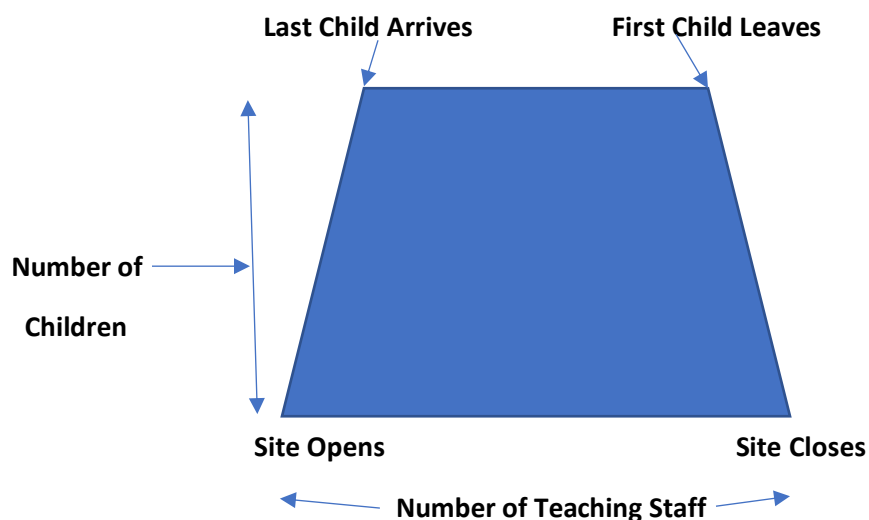 Last Child Arrives
First Child Leaves
Number of
Children
Site Opens
Site Closes
Number of Teaching Staff